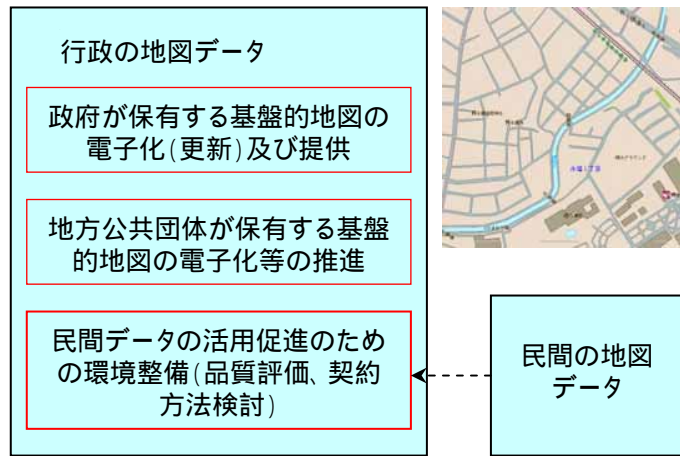 行政の地図データ
政府が保有する基盤的地図の
電子化(更新)及び提供
地方公共団体が保有する基盤
的地図の電子化等の推進
民間データの活用促進のため
の環境整備(品質評価、契約
方法検討)
民間の地図
データ